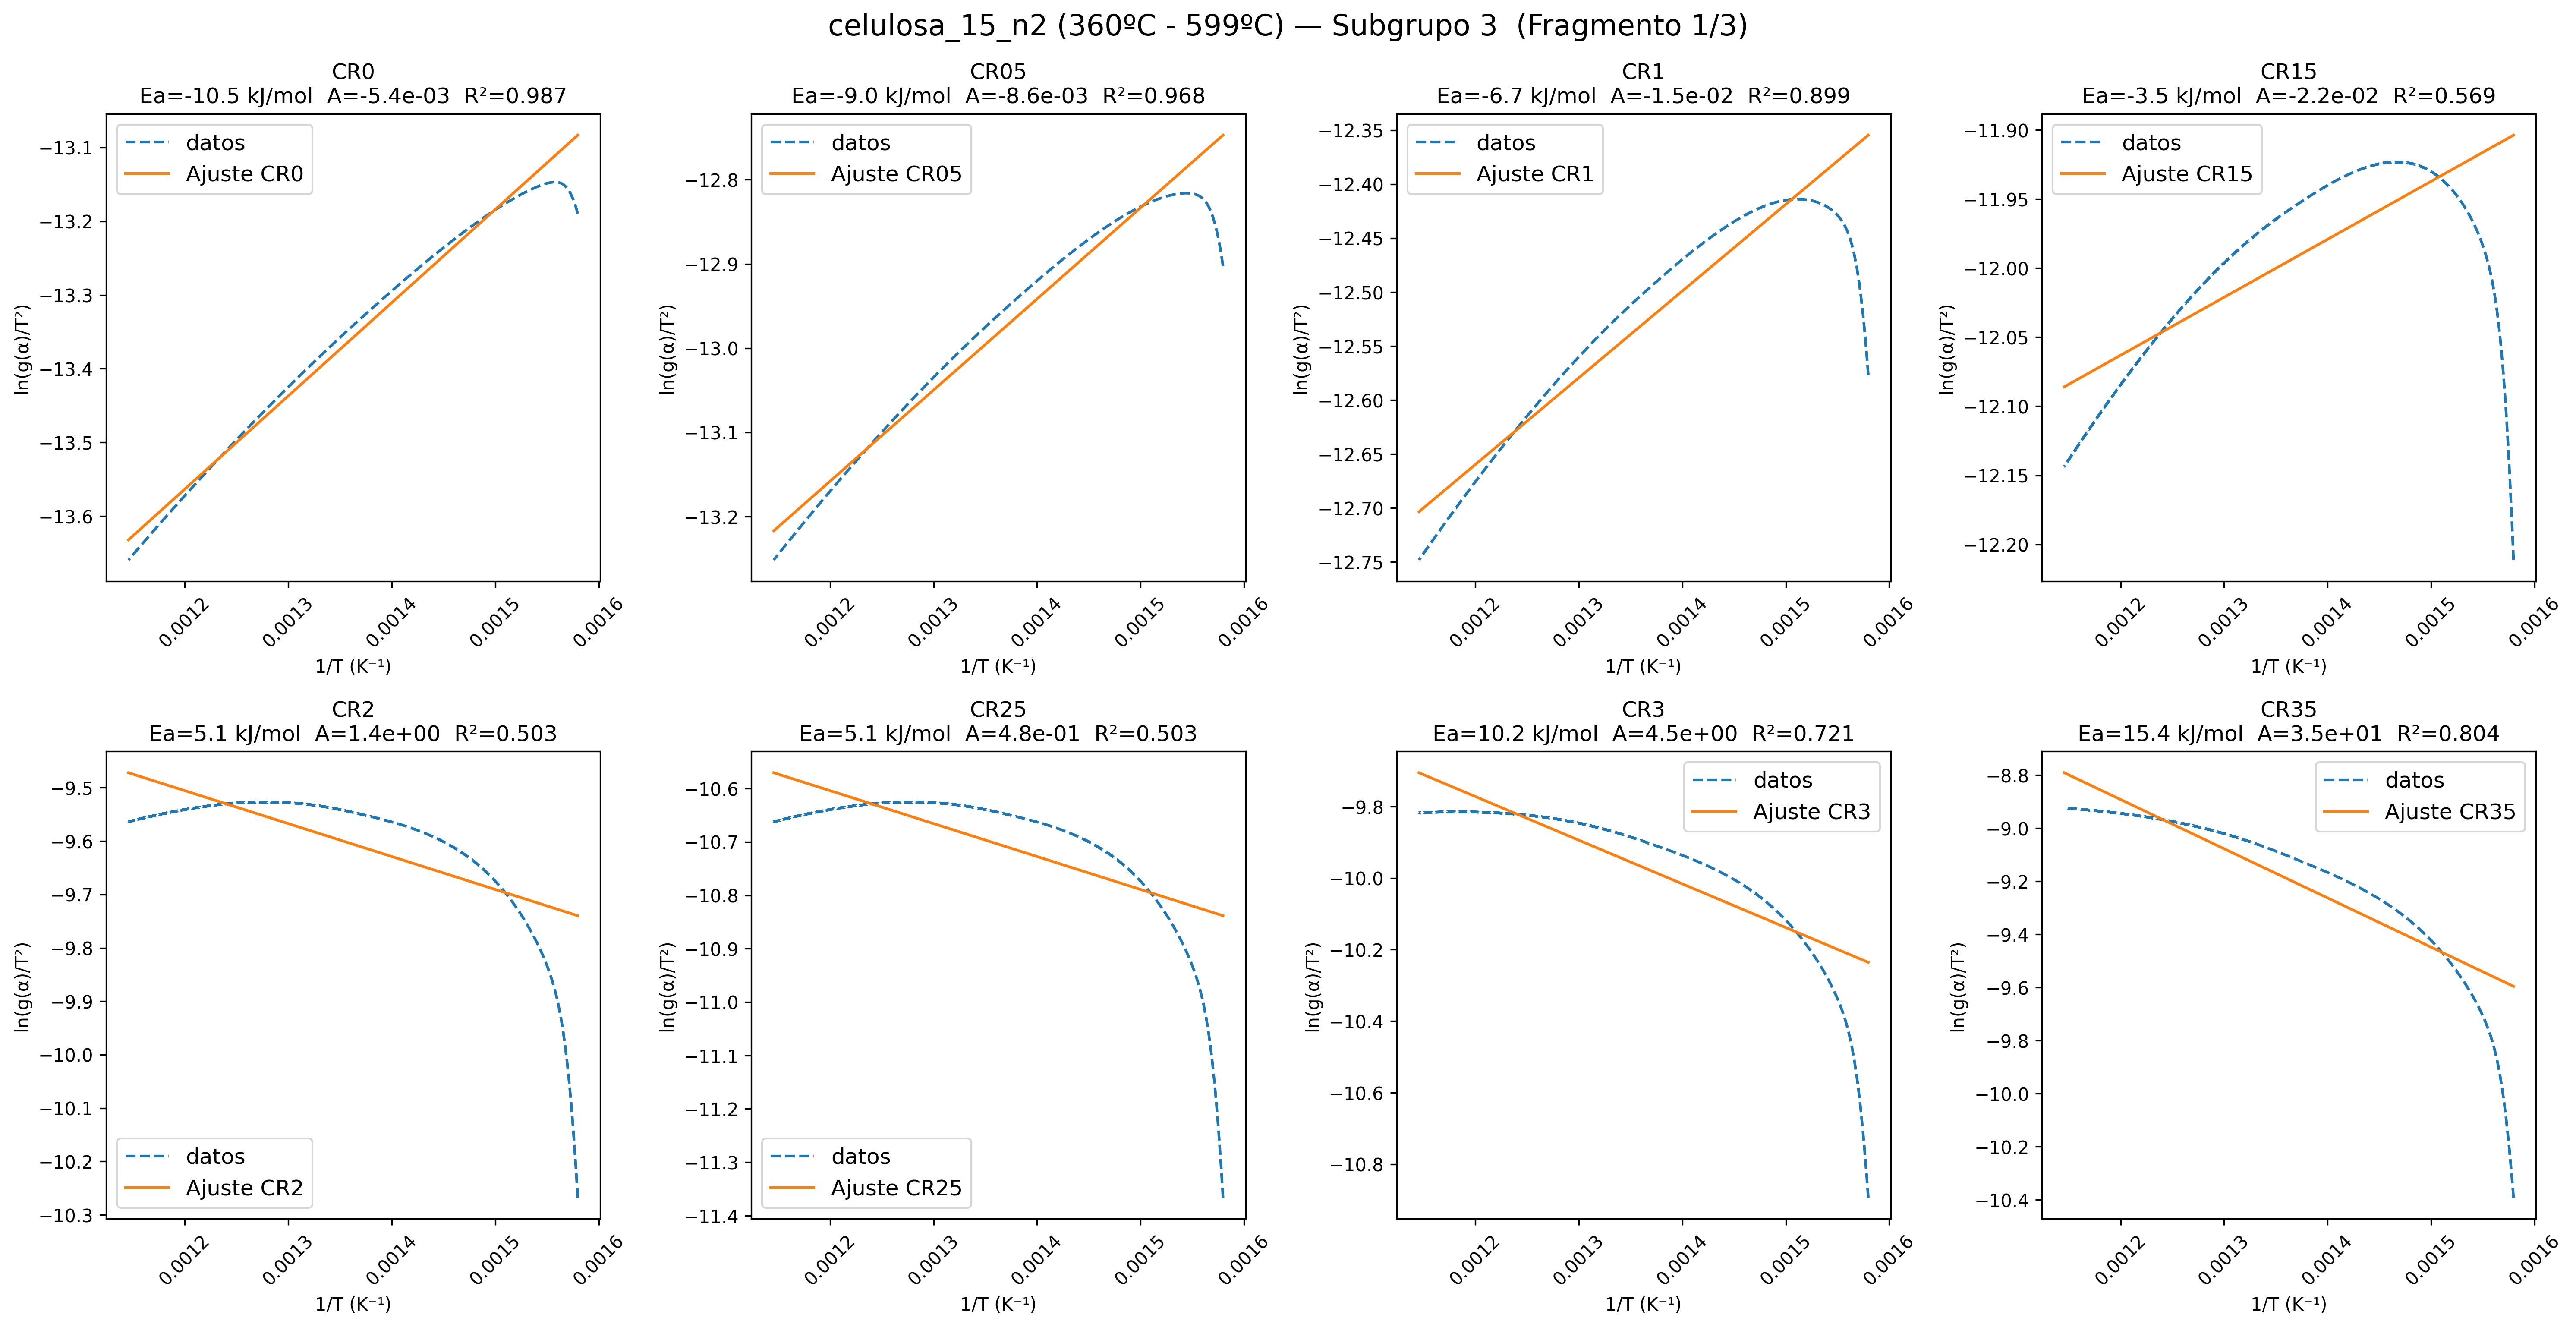 celulosa_15_n2 (360ºC - 599ºC) — Subgrupo 3  (Fragmento 1/3)
CR0
Ea=-10.5 kJ/mol  A=-5.4e-03  R²=0.987
datos
Ajuste CR0
−13.1
−13.2
−13.3
−13.4
−13.5
−13.6
ln(g(α)/T²)
0.0012
0.0013
0.0014
0.0015
0.0016
1/T (K⁻¹)
CR05
Ea=-9.0 kJ/mol  A=-8.6e-03  R²=0.968
datos
Ajuste CR05
−12.8
−12.9
−13.0
−13.1
−13.2
ln(g(α)/T²)
0.0012
0.0013
0.0014
0.0015
0.0016
1/T (K⁻¹)
CR1
Ea=-6.7 kJ/mol  A=-1.5e-02  R²=0.899
datos
Ajuste CR1
−12.35
−12.40
−12.45
−12.50
−12.55
−12.60
−12.65
−12.70
−12.75
ln(g(α)/T²)
0.0012
0.0013
0.0014
0.0015
0.0016
1/T (K⁻¹)
CR15
Ea=-3.5 kJ/mol  A=-2.2e-02  R²=0.569
datos
Ajuste CR15
−11.90
−11.95
−12.00
−12.05
−12.10
−12.15
−12.20
ln(g(α)/T²)
0.0012
0.0013
0.0014
0.0015
0.0016
1/T (K⁻¹)
CR2
Ea=5.1 kJ/mol  A=1.4e+00  R²=0.503
datos
Ajuste CR2
−9.5
−9.6
−9.7
−9.8
−9.9
−10.0
−10.1
−10.2
−10.3
ln(g(α)/T²)
0.0012
0.0013
0.0014
0.0015
0.0016
1/T (K⁻¹)
CR25
Ea=5.1 kJ/mol  A=4.8e-01  R²=0.503
datos
Ajuste CR25
−10.6
−10.7
−10.8
−10.9
−11.0
−11.1
−11.2
−11.3
−11.4
ln(g(α)/T²)
0.0012
0.0013
0.0014
0.0015
0.0016
1/T (K⁻¹)
CR3
Ea=10.2 kJ/mol  A=4.5e+00  R²=0.721
datos
Ajuste CR3
−9.8
−10.0
−10.2
−10.4
−10.6
−10.8
ln(g(α)/T²)
0.0012
0.0013
0.0014
0.0015
0.0016
1/T (K⁻¹)
CR35
Ea=15.4 kJ/mol  A=3.5e+01  R²=0.804
datos
Ajuste CR35
−8.8
−9.0
−9.2
−9.4
−9.6
−9.8
−10.0
−10.2
−10.4
ln(g(α)/T²)
0.0012
0.0013
0.0014
0.0015
0.0016
1/T (K⁻¹)